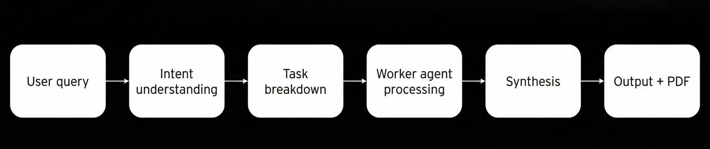 User query
Intent
understanding
Task
breakdown
Worker agent
processing
Synthesis
Output + PDF